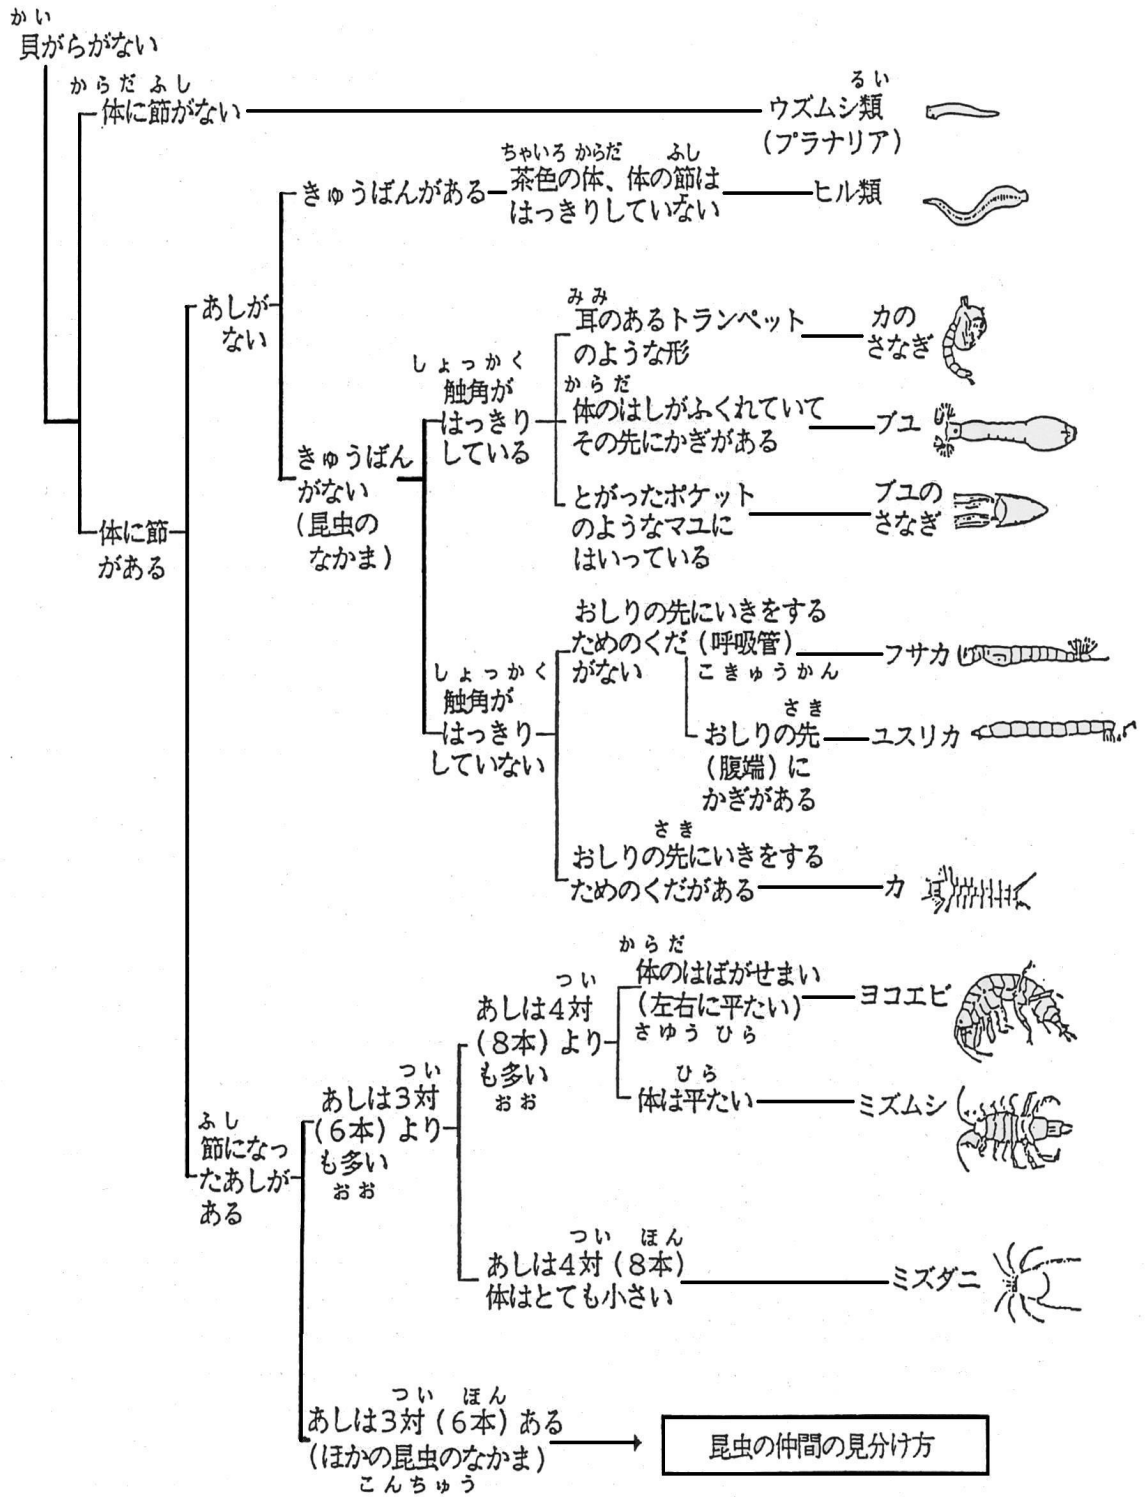 かい
貝がらがない
からだ ふし
体に節がない
るい
ウズムシ類
(プラナリア)
きゅうばんがある
ちゃいろ からだ ふし
茶色の体、体の節は
はっきりしていない
ヒル類
あしが
ない
みみ
耳のあるトランペット
のような形
カの
さなぎ
しょっかく
触角が
はっきり
している
からだ
体のはしがふくれていて
その先にかぎがある
ブユ
きゅうばん
がない
(昆虫の
なかま)
とがったポケット
のようなマユに
はいっている
ブユの
さなぎ
体に節
がある
おしりの先にいきをする
ためのくだ(呼吸管)
がない
こきゅうかん
フサカ
しょっかく
触角が
はっきり
していない
さき
おしりの先
(腹端)に
かぎがある
ユスリカ
さき
おしりの先にいきをする
ためのくだがある
カ
からだ
体のはばがせまい
(左右に平たい)
さゆう ひら
ヨコエビ
つい
あしは4対
(8本)より
も多い
おお
ひら
体は平たい
ミズムシ
つい
あしは3対
(6本)より
も多い
おお
ふし
節になっ
たあしが
ある
つい ほん
あしは4対(8本)
体はとても小さい
ミズダニ
つい ほん
あしは3対(6本)ある
(ほかの昆虫のなかま)
こんちゅう
昆虫の仲間の見分け方